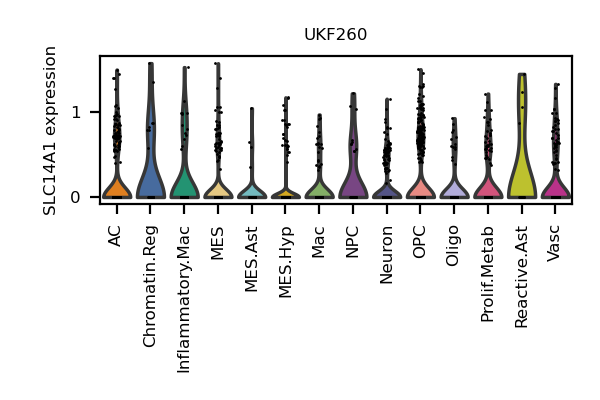 UKF260
SLC14A1 expression
1
0
AC
Chromatin.Reg
Inflammatory.Mac
MES
MES.Ast
MES.Hyp
Mac
NPC
Neuron
OPC
Oligo
Prolif.Metab
Reactive.Ast
Vasc